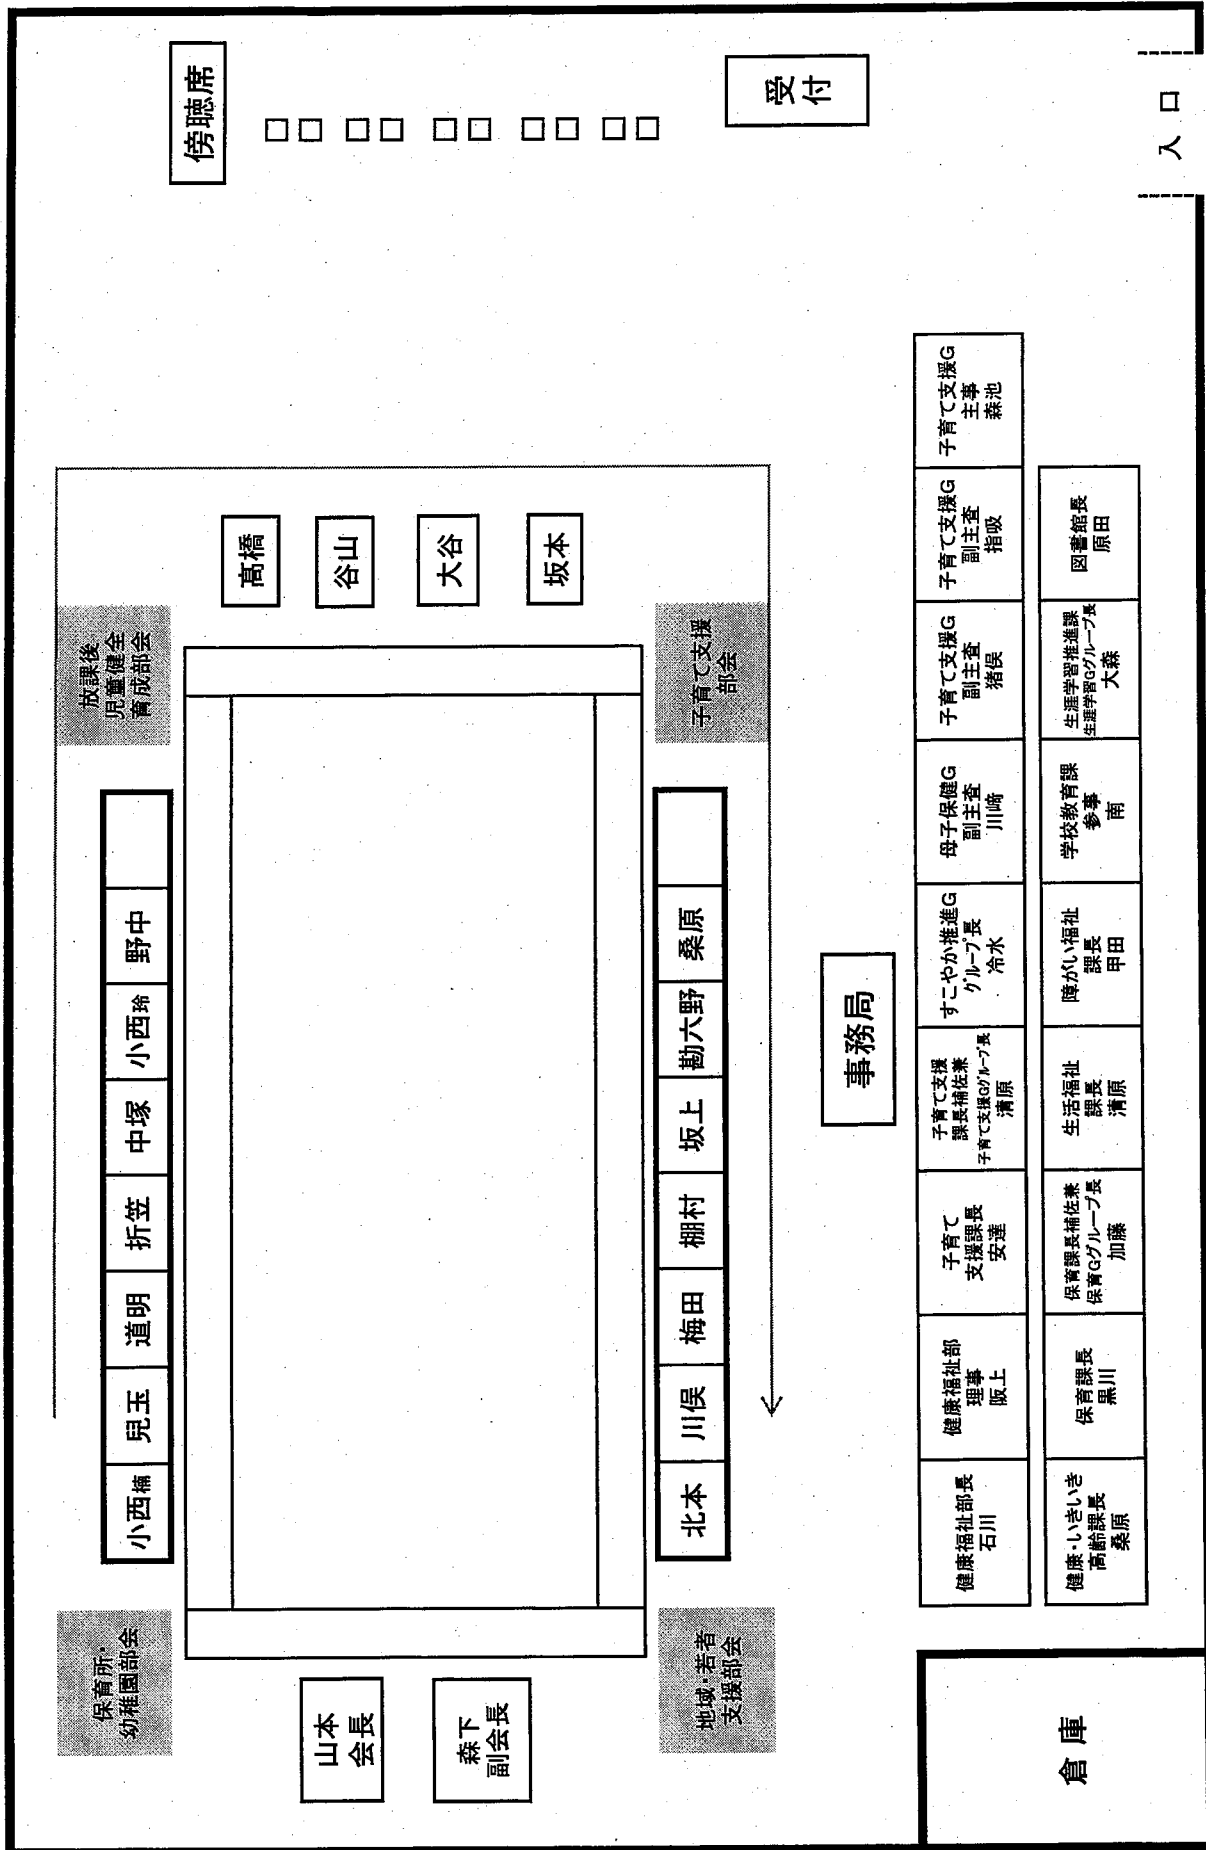 保育所・
幼稚園部会
放課後
児童健全
育成部会
傍聴席
小西楠
兒玉
道明
折笠
中塚
小西玲
野中
山本
会長
森下
副会長
髙橋
谷山
大谷
坂本
受
付
北本
川俣
梅田
棚村
坂上
勘六野
桑原
地域・若者
支援部会
子育て支援
部会
事務局
健康福祉部長
石川
健康福祉部
理事
阪上
子育て
支援課長
安達
子育て支援
課長補佐兼
子育て支援Gグループ長
清原
すこやか推進G
グループ長
冷水
母子保健G
副主査
川﨑
子育て支援G
副主査
猪俣
子育て支援G
副主査
指吸
子育て支援G
主事
森池
健康・いきいき
高齢課長
桑原
保育課長
黒川
保育課長補佐兼
保育Gグループ長
加藤
生活福祉
課長
清原
障がい福祉
課長
甲田
学校教育課
参事
南
生涯学習推進課
生涯学習Gグループ長
大森
図書館長
原田
倉庫
入口